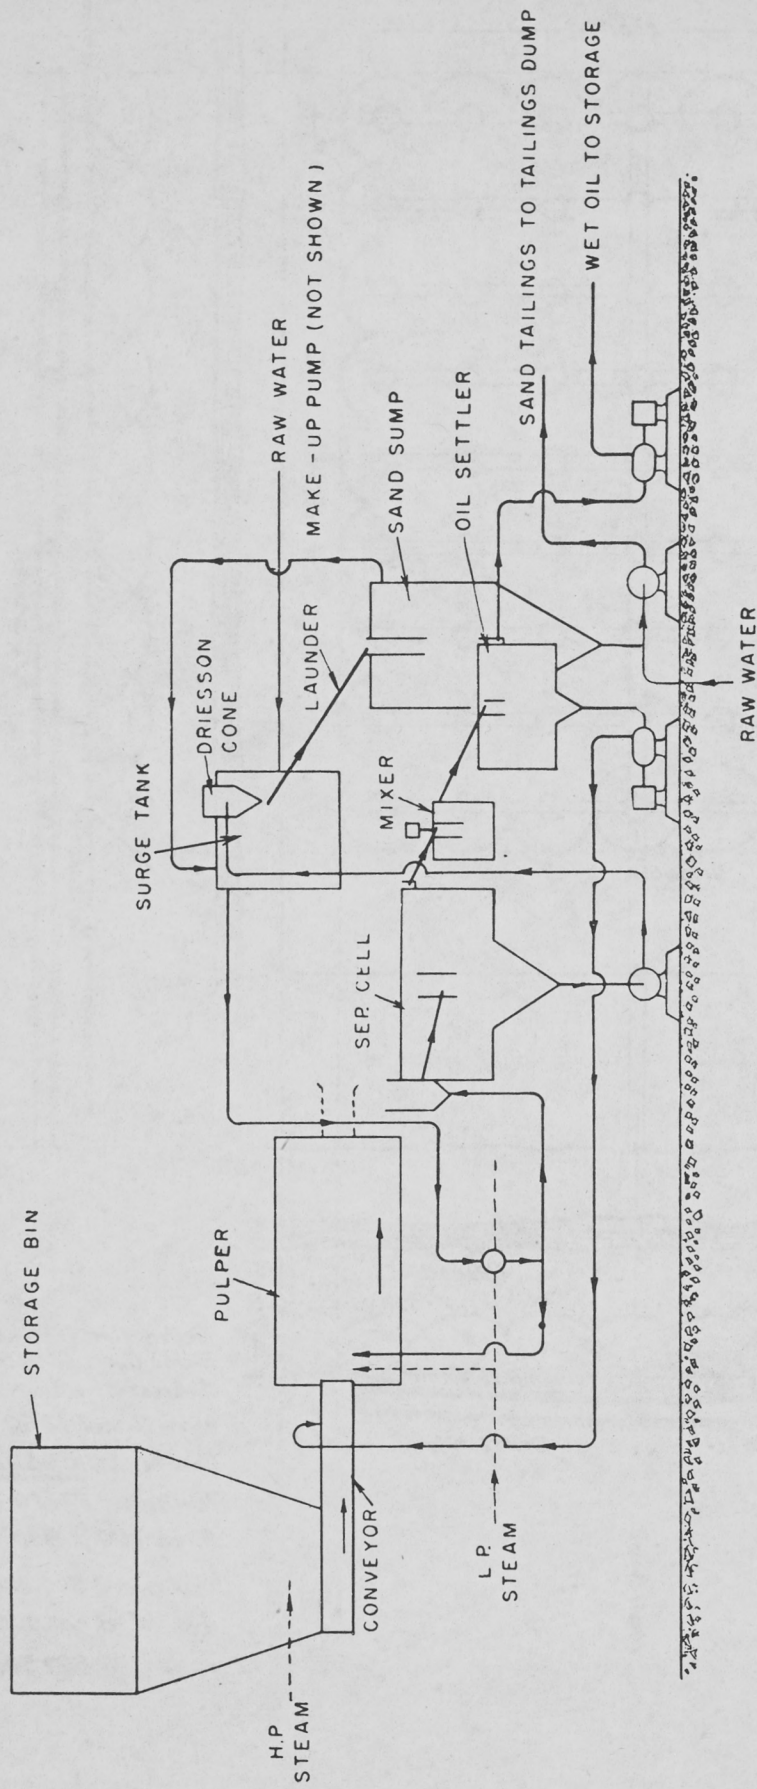 STORAGE BIN
H.P
STEAM
CONVEYOR
PULPER
L.P.
STEAM
SURGE TANK
DRIESSON
CONE
SEP. CELL
LAUNDER
MIXER
RAW WATER
MAKE-UP PUMP (NOT SHOWN)
SAND SUMP
OIL SETTLER
SAND TAILINGS TO TAILINGS DUMP
WET OIL TO STORAGE
RAW WATER